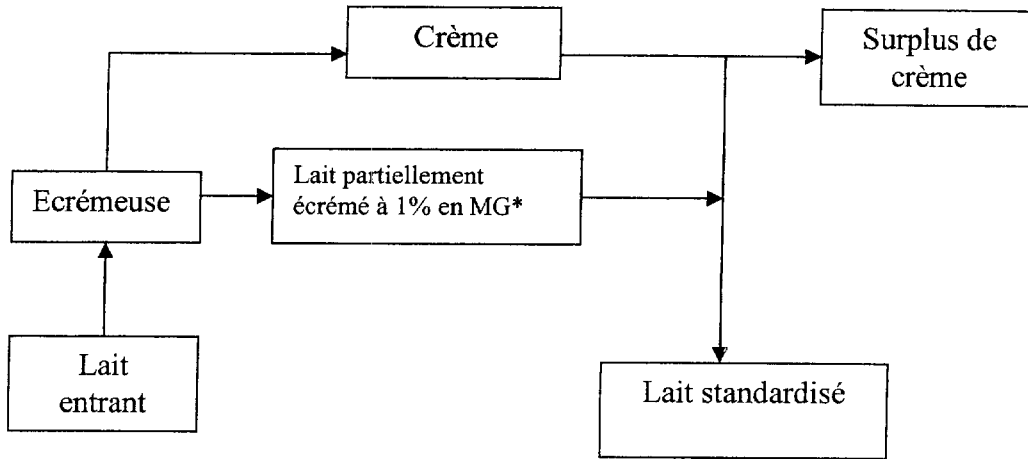 Crème
Surplus de
crème
Ecrémeuse
Lait partiellement
écrémé à 1% en MG*
Lait
entrant
Lait standardisé